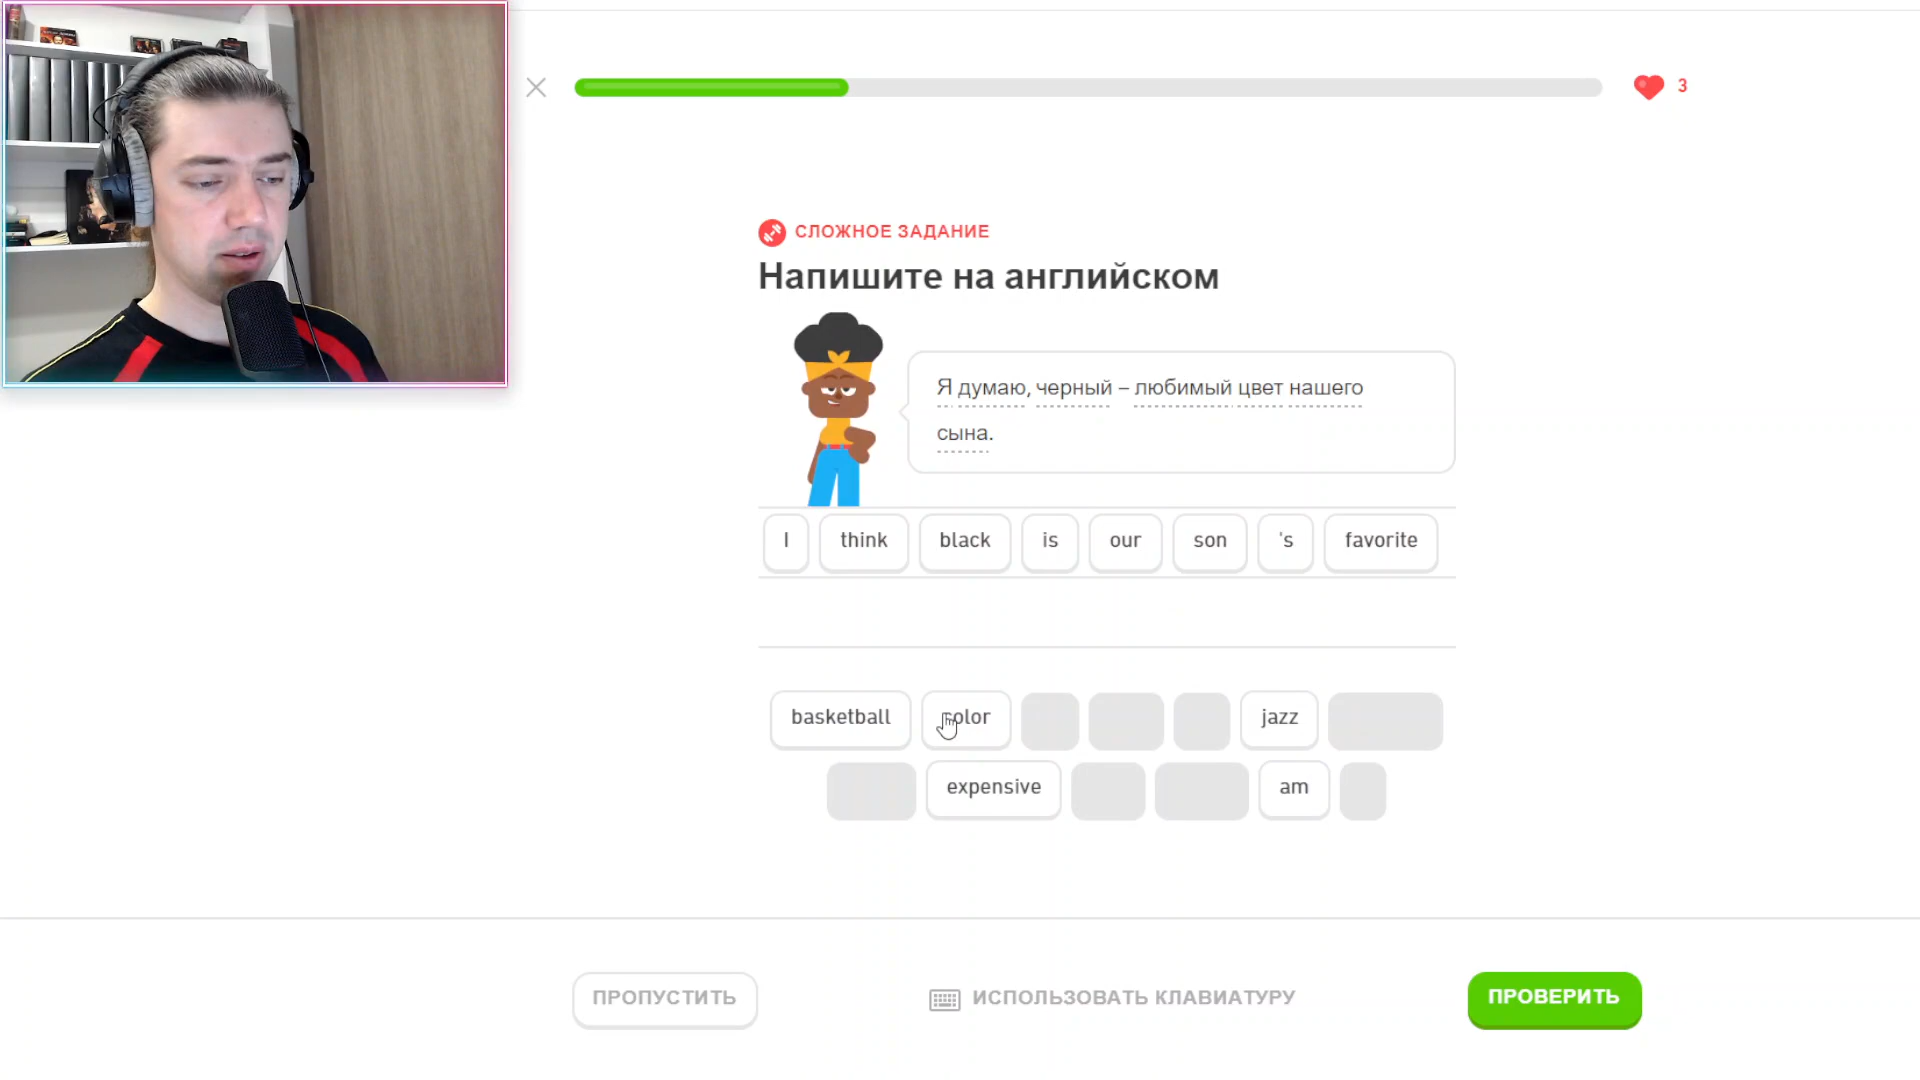 3
СЛОЖНОЕ ЗАДАНИЕ
Напишите на английском
Я думаю, черный – любимый цвет нашего
сына.
I think black is our son 's favorite
basketball color jazz
expensive am
ПРОПУСТИТЬ ИСПОЛЬЗОВАТЬ КЛАВИАТУРУ ПРОВЕРИТЬ